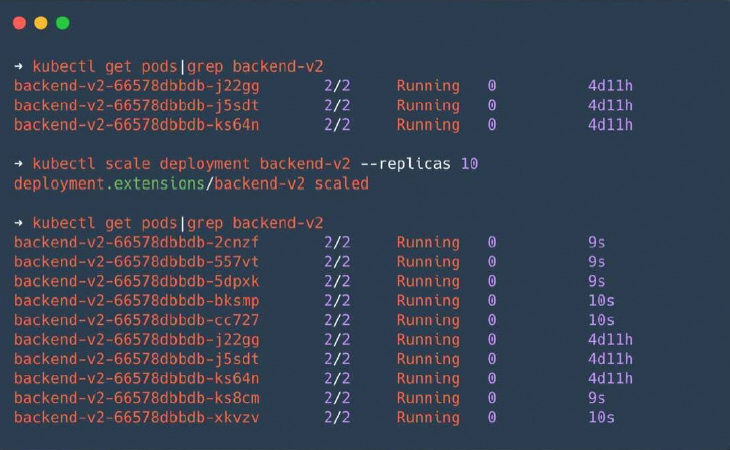 ➜ kubectl get pods|grep backend-v2
backend-v2-66578dbbdb-j22gg 2/2 Running 0 4d11h
backend-v2-66578dbbdb-j5sdt 2/2 Running 0 4d11h
backend-v2-66578dbbdb-ks64n 2/2 Running 0 4d11h
➜ kubectl scale deployment backend-v2 --replicas 10
deployment.extensions/backend-v2 scaled
➜ kubectl get pods|grep backend-v2
backend-v2-66578dbbdb-2cnzf 2/2 Running 0 9s
backend-v2-66578dbbdb-557vt 2/2 Running 0 9s
backend-v2-66578dbbdb-5dpxk 2/2 Running 0 9s
backend-v2-66578dbbdb-bksmp 2/2 Running 0 10s
backend-v2-66578dbbdb-cc727 2/2 Running 0 10s
backend-v2-66578dbbdb-j22gg 2/2 Running 0 4d11h
backend-v2-66578dbbdb-j5sdt 2/2 Running 0 4d11h
backend-v2-66578dbbdb-ks64n 2/2 Running 0 4d11h
backend-v2-66578dbbdb-ks8cm 2/2 Running 0 9s
backend-v2-66578dbbdb-xkvzv 2/2 Running 0 10s